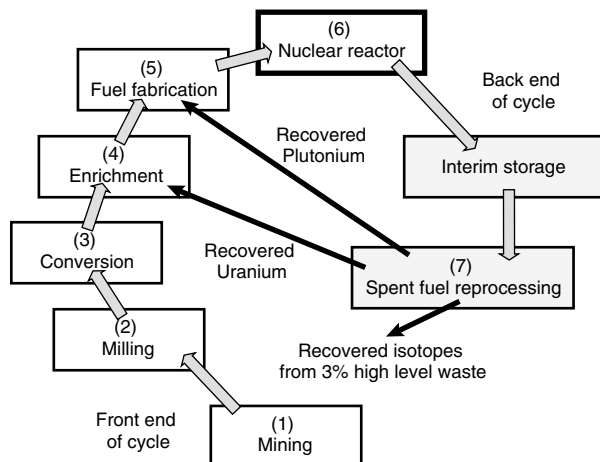 (6)
Nuclear reactor
(5)
Fuel fabrication
Back end
of cycle
Recovered
Plutonium
(4)
Enrichment
Interim storage
(3)
Conversion
Recovered
Uranium
(7)
Spent fuel reprocessing
(2)
Milling
Recovered isotopes
from 3% high level waste
Front end
of cycle
(1)
Mining